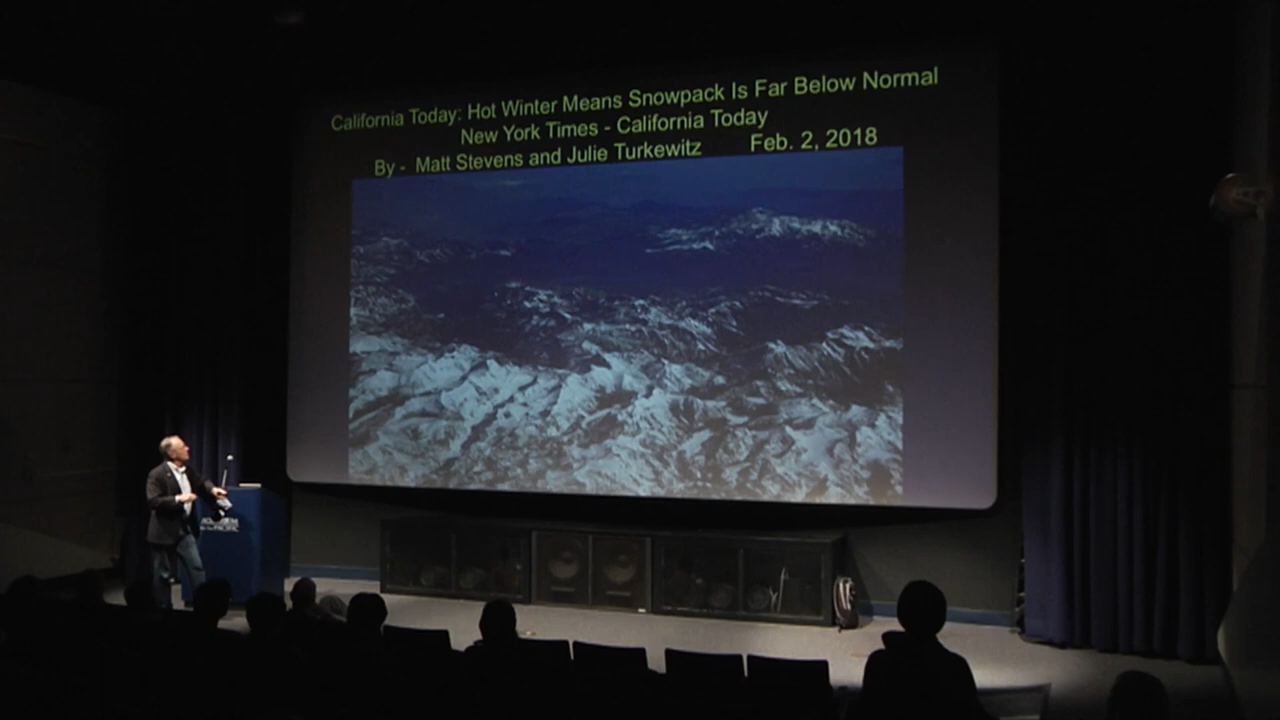 California Today: Hot Winter Means Snowpack Is Far Below Normal
New York Times - California Today
By - Matt Stevens and Julie Turkewitz Feb. 2, 2018
PACIFIC